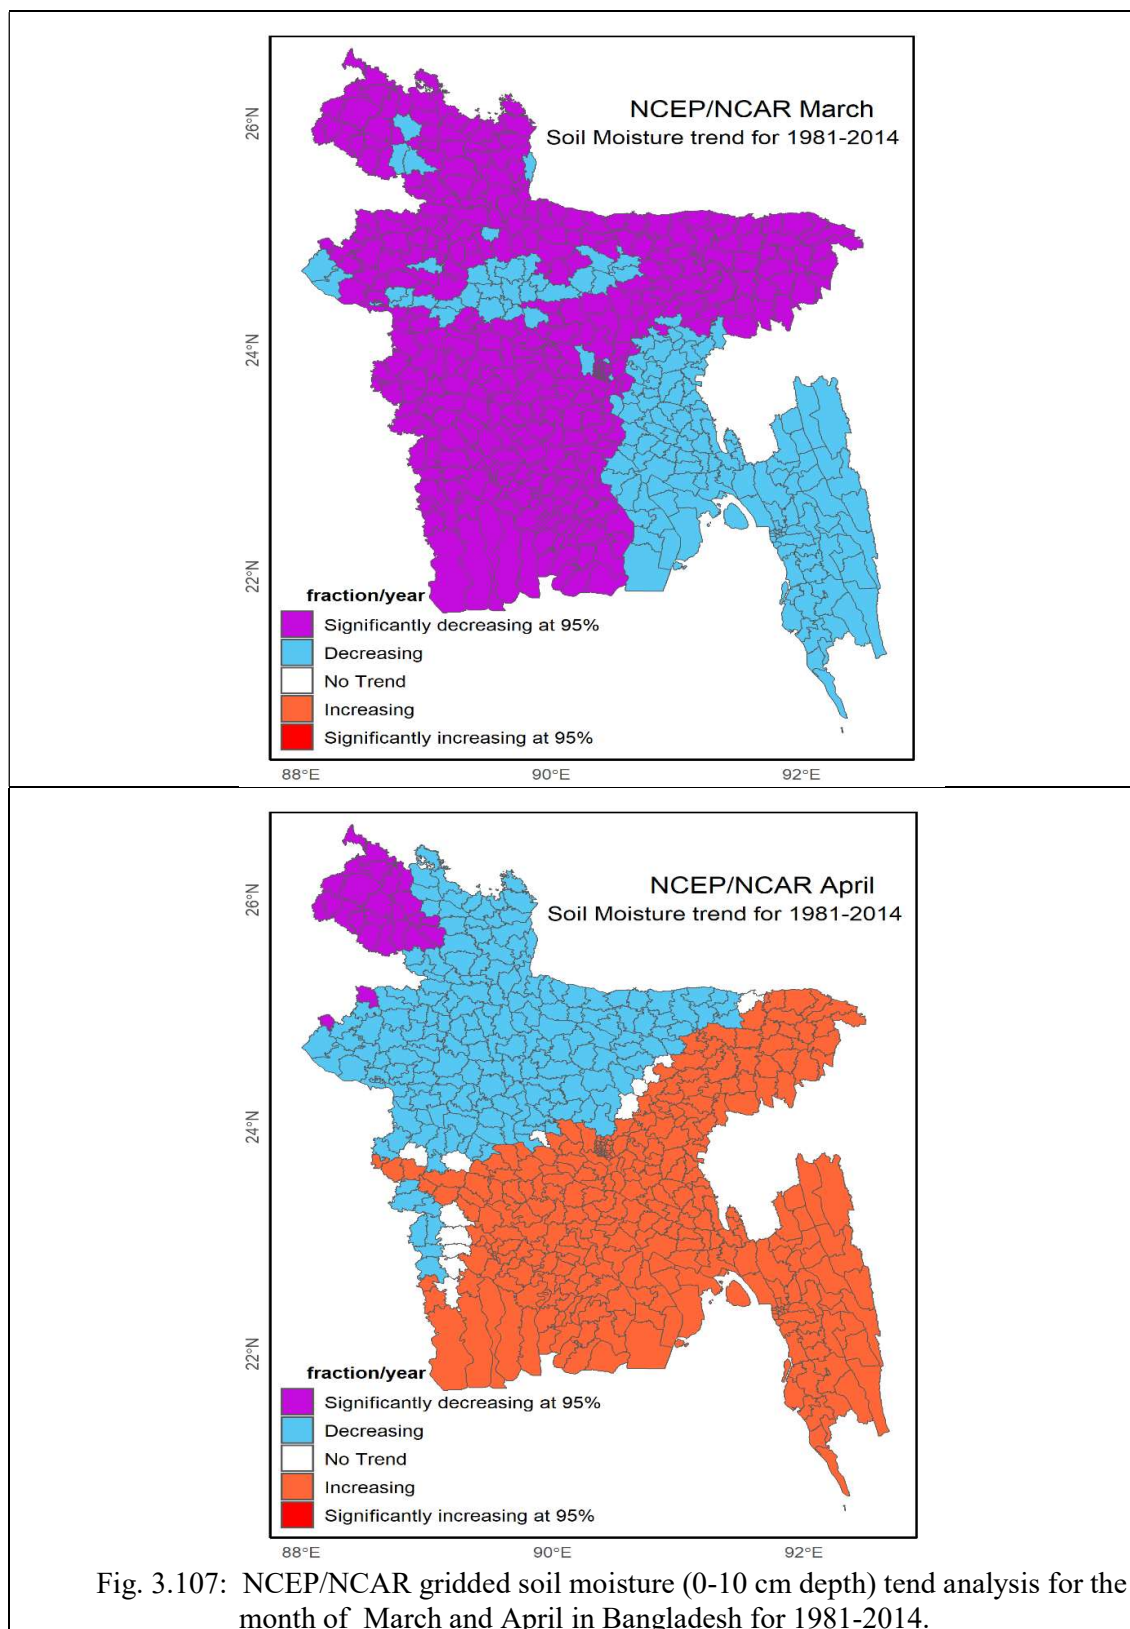 NCEP/NCAR March
Soil Moisture trend for 1981-2014
26°N
24°N
22°N
fraction/year
Significantly decreasing at 95%
Decreasing
No Trend
Increasing
Significantly increasing at 95%
88°E 90°E 92°E
NCEP/NCAR April
Soil Moisture trend for 1981-2014
26°N
24°N
22°N
fraction/year
Significantly decreasing at 95%
Decreasing
No Trend
Increasing
Significantly increasing at 95%
88°E 90°E 92°E
Fig. 3.107: NCEP/NCAR gridded soil moisture (0-10 cm depth) tend analysis for the
month of March and April in Bangladesh for 1981-2014.